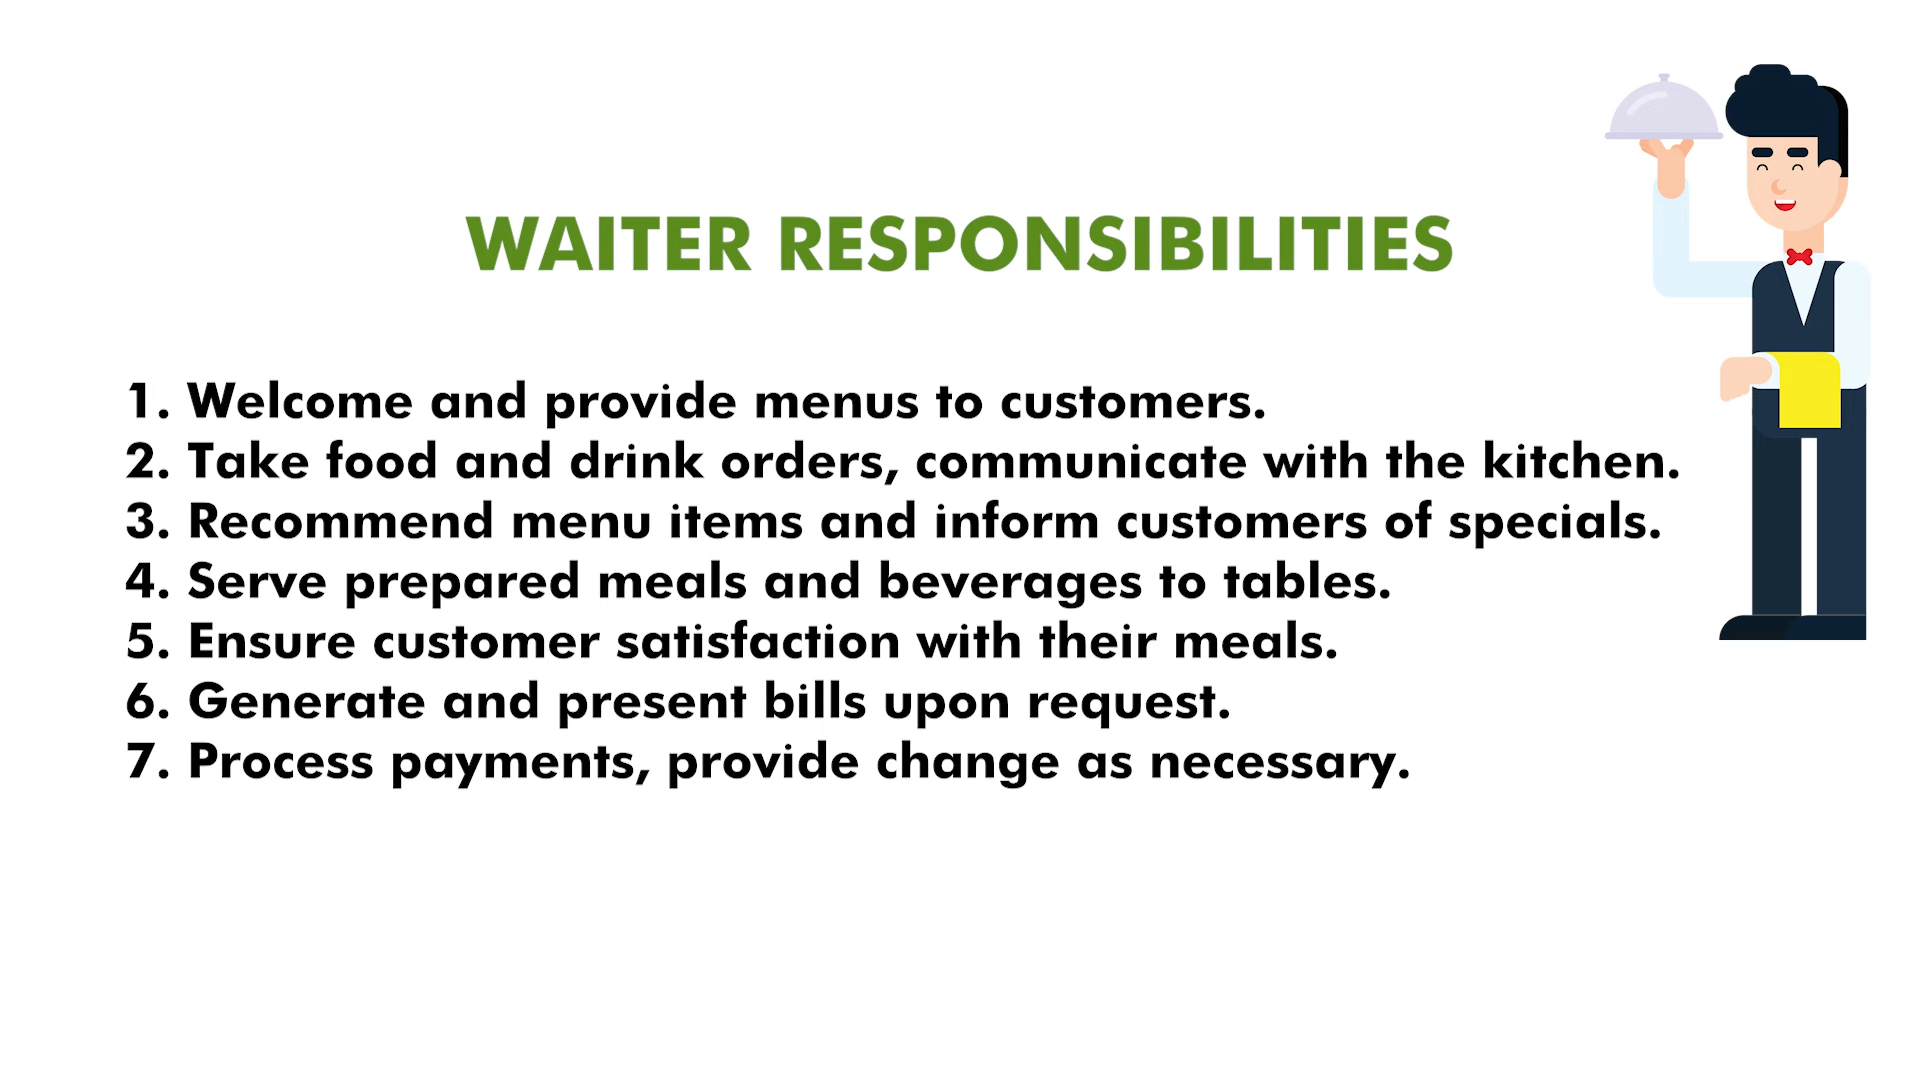 WAITER RESPONSIBILITIES
1. Welcome and provide menus to customers.
2. Take food and drink orders, communicate with the kitchen.
3. Recommend menu items and inform customers of specials.
4. Serve prepared meals and beverages to tables.
5. Ensure customer satisfaction with their meals.
6. Generate and present bills upon request.
7. Process payments, provide change as necessary.